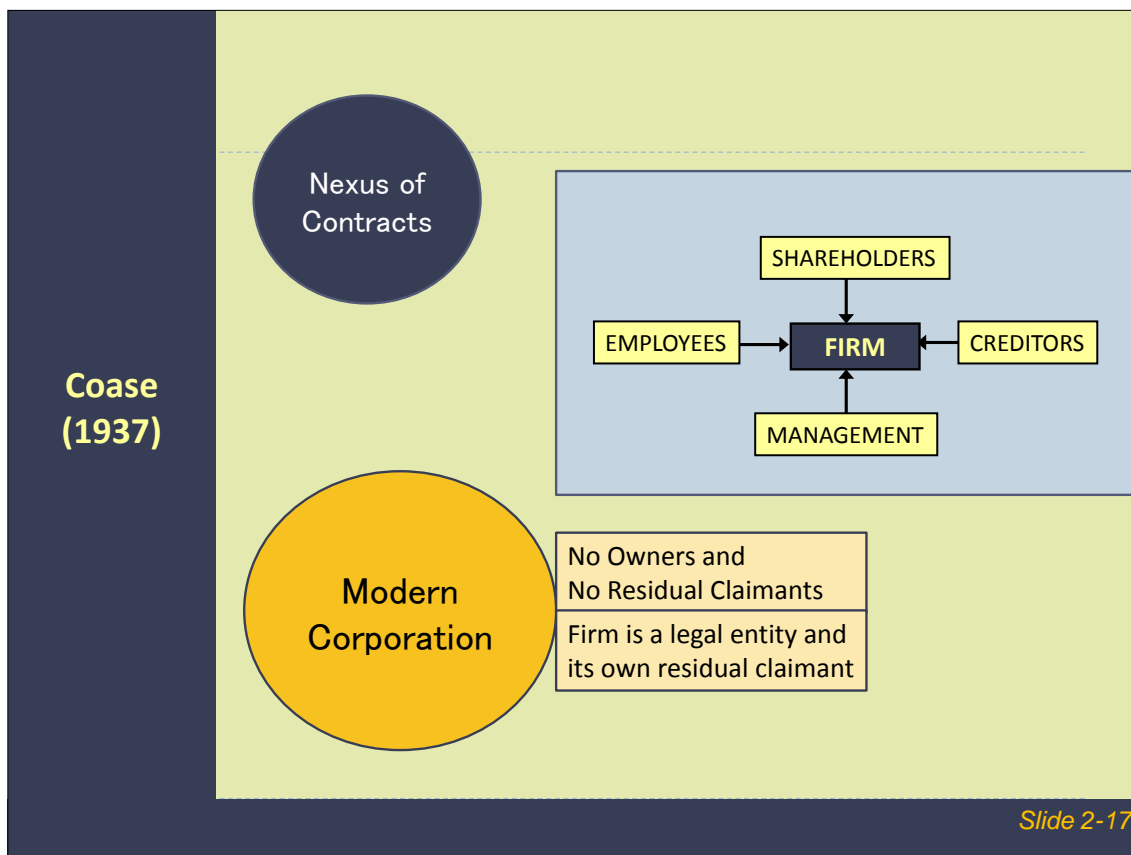 Coase
(1937)
Nexus of
Contracts
SHAREHOLDERS
EMPLOYEES
FIRM
CREDITORS
MANAGEMENT
Modern
Corporation
No Owners and
No Residual Claimants
Firm is a legal entity and
its own residual claimant
Slide 2-17